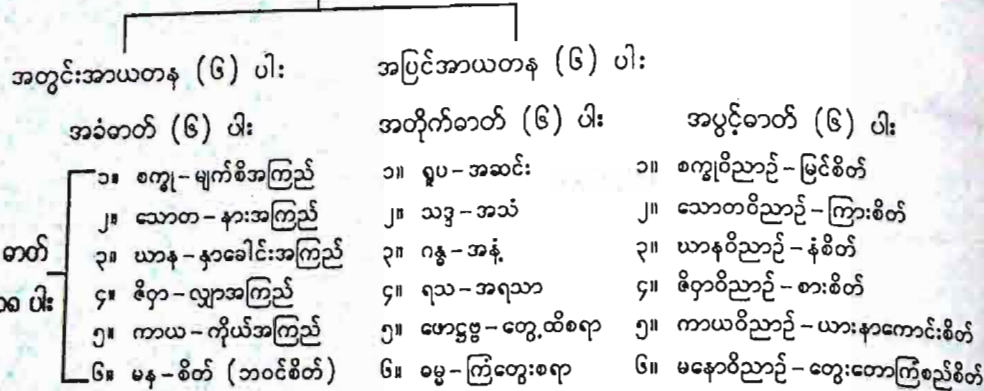 အတွင်းအာယတန (၆) ပါး အပြင်အာယတန (၆) ပါး
အခံဓာတ် (၆) ပါး အတိုက်ဓာတ် (၆) ပါး အပွင့်ဓာတ် (၆) ပါး
၁။ စက္ခု – မျက်စိအကြည် ၁။ ရူပ – အဆင်း ၁။ စက္ခုဝိညာဉ် – မြင်စိတ်
၂။ သောတ – နားအကြည် ၂။ သဒ္ဒ – အသံ ၂။ သောတဝိညာဉ် – ကြားစိတ်
ဓာတ် ၃။ ဃာန – နှာခေါင်းအကြည် ၃။ ဂန္ဓ – အနံ့ ၃။ ဃာနဝိညာဉ် – နံစိတ်
၁၈ ပါး ၄။ ဇိဝှာ – လျှာအကြည် ၄။ ရသ – အရသာ ၄။ ဇိဝှာဝိညာဉ် – စားစိတ်
၅။ ကာယ – ကိုယ်အကြည် ၅။ ဖောဋ္ဌဗ္ဗ – တွေ့ထိစရာ ၅။ ကာယဝိညာဉ် – ယားနာကောင်းစိတ်
၆။ မန – စိတ် (ဘဝင်စိတ်) ၆။ ဓမ္မ – ကြံတွေးစရာ ၆။ မနောဝိညာဉ် – တွေးတောကြံစည်စိတ်